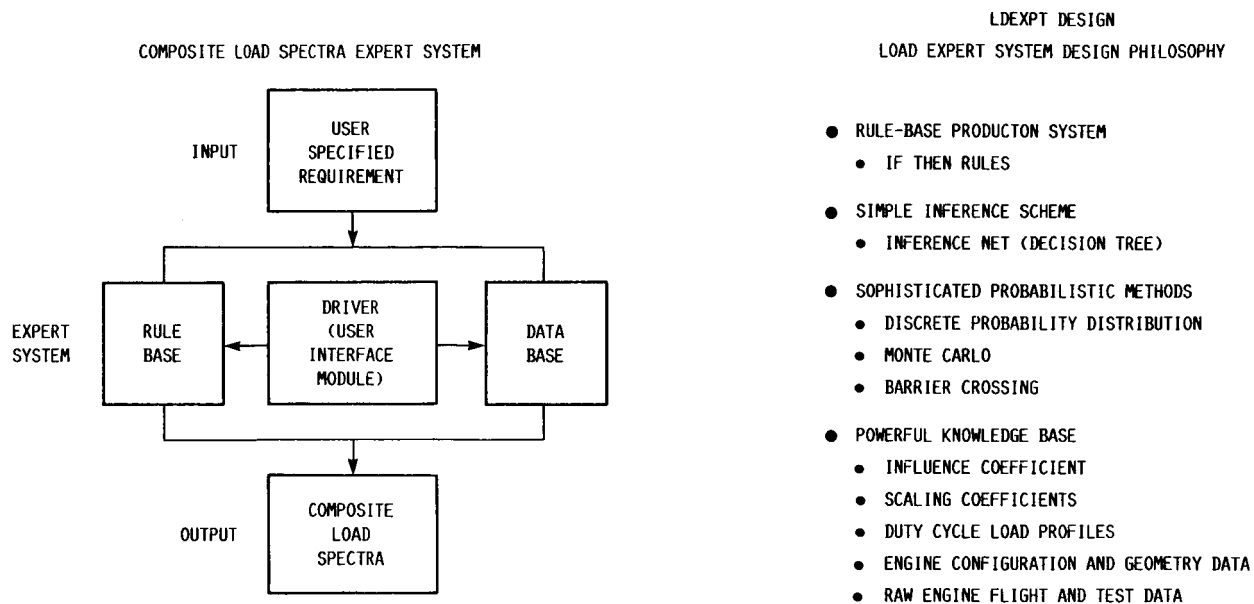 COMPOSITE LOAD SPECTRA EXPERT SYSTEM
INPUT
USER
SPECIFIED
REQUIREMENT
EXPERT
SYSTEM
RULE
BASE
DRIVER
(USER
INTERFACE
MODULE)
DATA
BASE
OUTPUT
COMPOSITE
LOAD
SPECTRA
LDEXPT DESIGN
LOAD EXPERT SYSTEM DESIGN PHILOSOPHY
● RULE-BASE PRODUCTON SYSTEM
● IF THEN RULES
● SIMPLE INFERENCE SCHEME
● INFERENCE NET (DECISION TREE)
● SOPHISTICATED PROBABILISTIC METHODS
● DISCRETE PROBABILITY DISTRIBUTION
● MONTE CARLO
● BARRIER CROSSING
● POWERFUL KNOWLEDGE BASE
● INFLUENCE COEFFICIENT
● SCALING COEFFICIENTS
● DUTY CYCLE LOAD PROFILES
● ENGINE CONFIGURATION AND GEOMETRY DATA
● RAW ENGINE FLIGHT AND TEST DATA